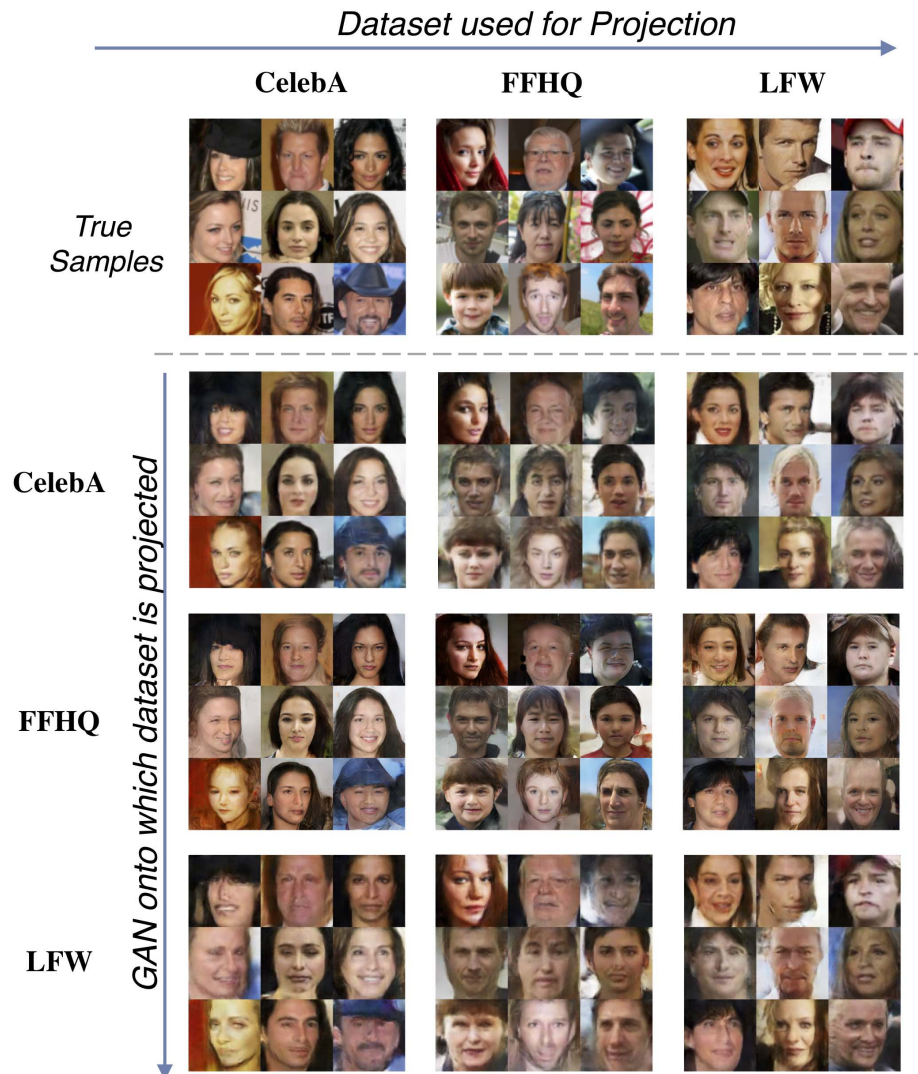 Dataset used for Projection
CelebA
FFHQ
LFW
True
Samples
GAN onto which dataset is projected
CelebA
FFHQ
LFW